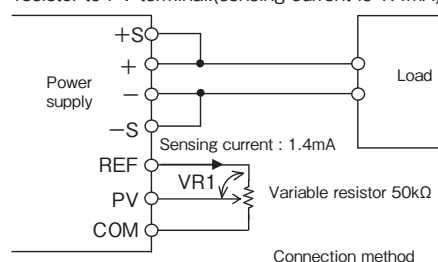 resistor to PV terminal.(sensing current is 1.4mA)
+S
+
Power
supply
Load
−
−S
Sensing current : 1.4mA
REF
VR1
PV
Variable resistor 50kΩ
COM
Connection method